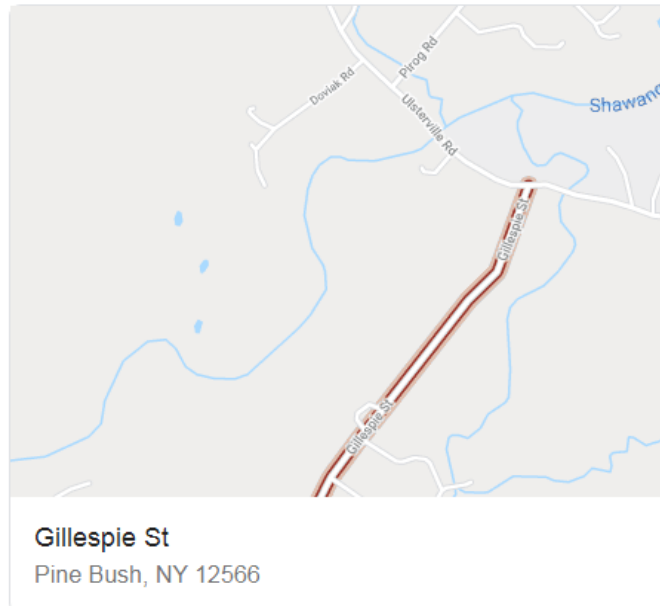 Doviak Rd
Pirog Rd
Ulsterville Rd
Shawang
Gillespie St
Gillespie St
Gillespie St
Pine Bush, NY 12566